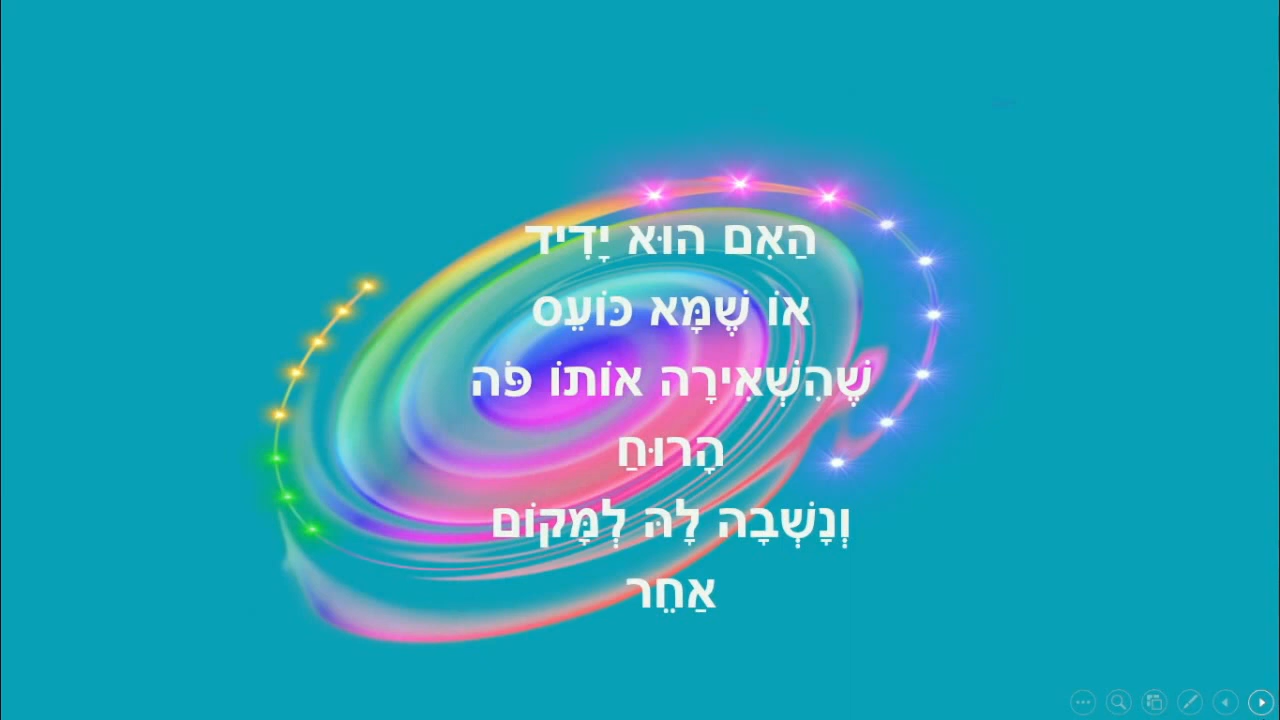 הַאִם הוּא יָדִיד
אוֹ שֶׁמָּא כּוֹעֵס
שֶׁהִשְׁאִירָה אוֹתוֹ פֹּה
הָרוּחַ
וְנָשְׁבָה לָהּ לְמָּקוֹם
אַחֵר